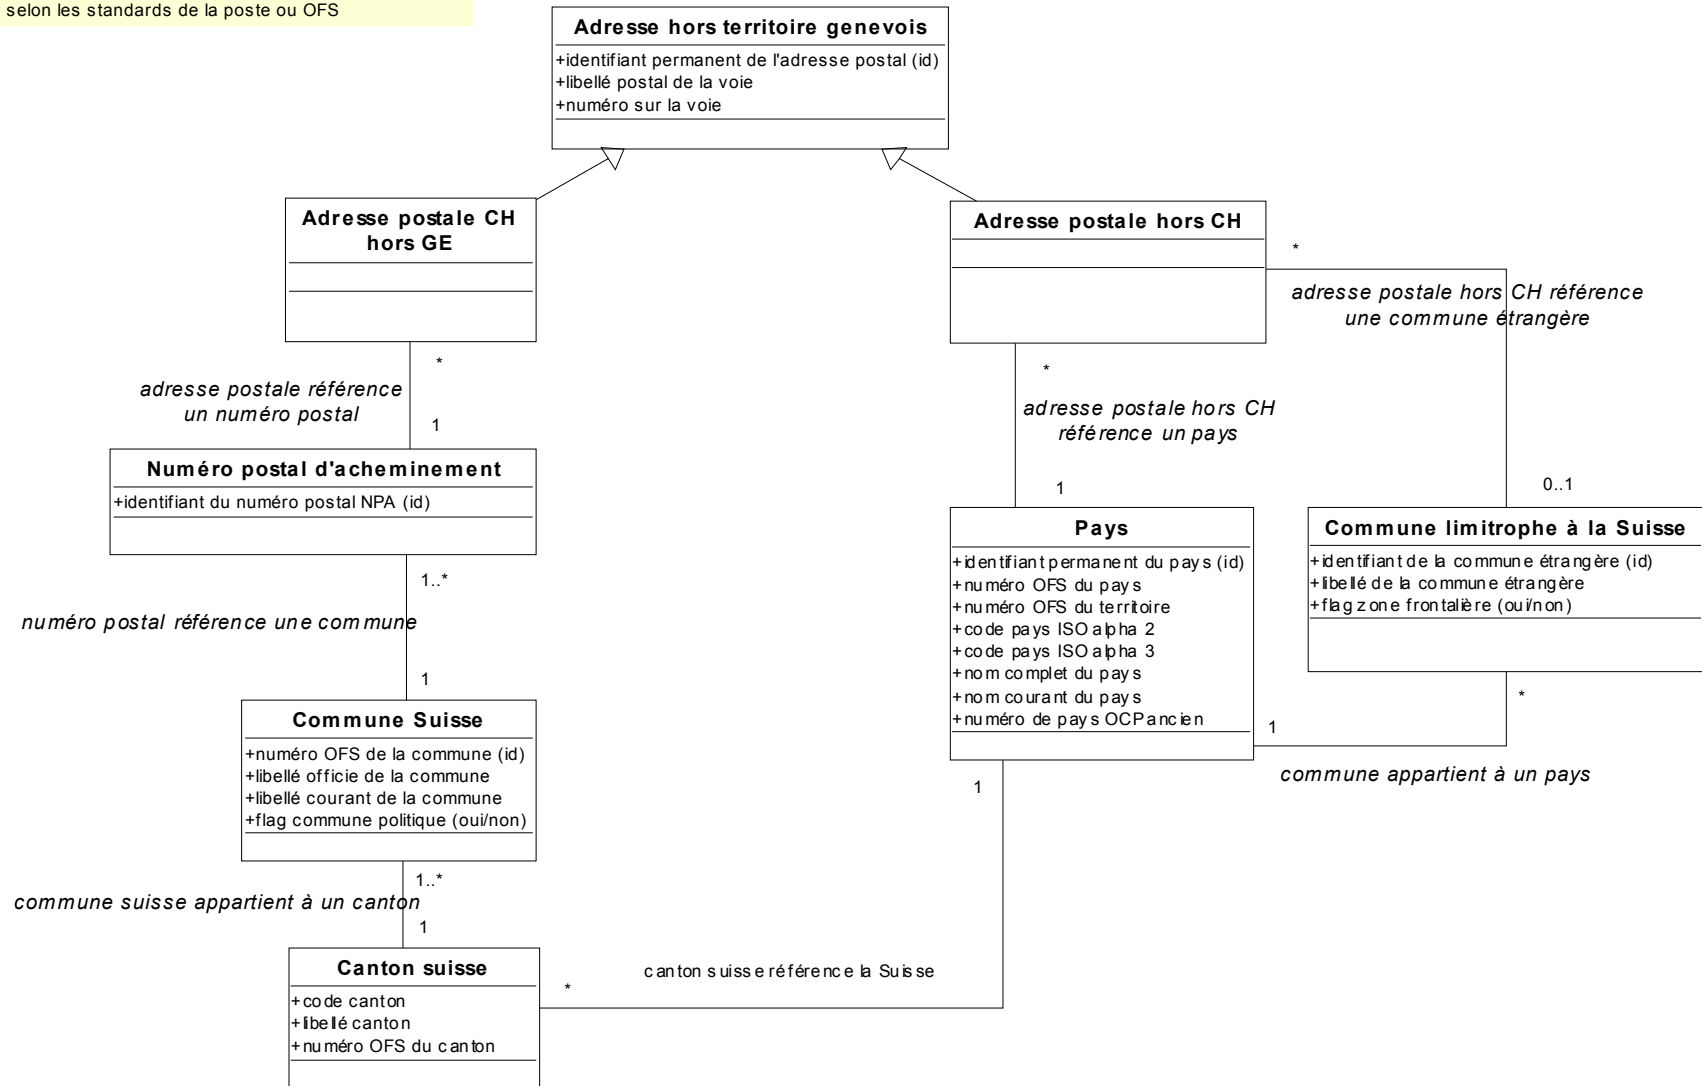 selon les standards de la poste ou OFS
Adresse hors territoire genevois
+identifiant permanent de l'adresse postal (id)
+libellé postal de la voie
+numéro sur la voie
Adresse postale CH
hors GE
Adresse postale hors CH
*
adresse postale hors CH référence
une commune étrangère
*
adresse postale référence
un numéro postal
1
*
adresse postale hors CH
référence un pays
1
0..1
Numéro postal d'acheminement
+identifiant du numéro postal NPA (id)
Pays
+identifiant permanent du pays (id)
+numéro OFS du pays
+numéro OFS du territoire
+code pays ISO alpha 2
+code pays ISO alpha 3
+nom complet du pays
+nom courant du pays
+numéro de pays OCP ancien
Commune limitrophe à la Suisse
+identifiant de la commune étrangère (id)
+libellé de la commune étrangère
+flag zone frontalière (oui/non)
1..*
numéro postal référence une commune
1
*
1
commune appartient à un pays
Commune Suisse
+numéro OFS de la commune (id)
+libellé officie de la commune
+libellé courant de la commune
+flag commune politique (oui/non)
1
1..*
commune suisse appartient à un canton
1
Canton suisse
+code canton
+libellé canton
+numéro OFS du canton
*
canton suisse référence la Suisse